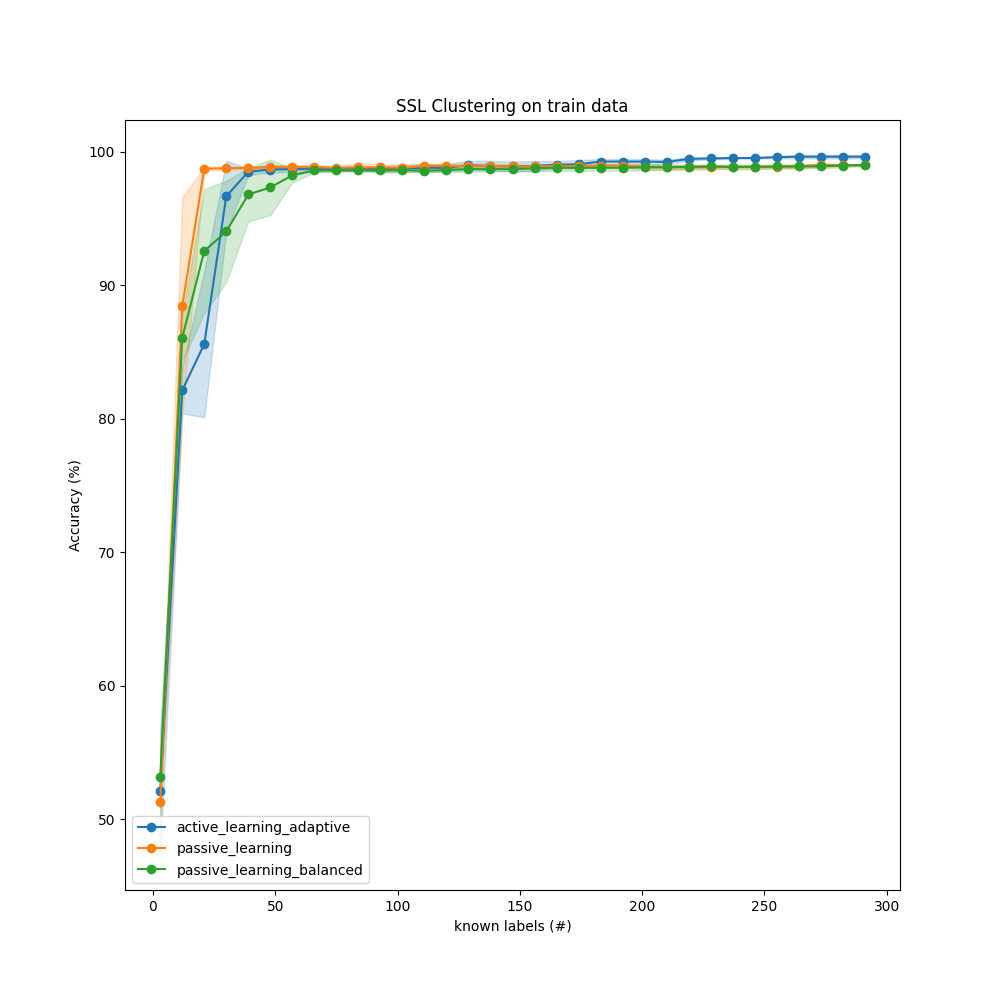 SSL Clustering on train data
100
90
80
70
60
50
Accuracy (%)
active_learning_adaptive
passive_learning
passive_learning_balanced
0 50 100 150 200 250 300
known labels (#)